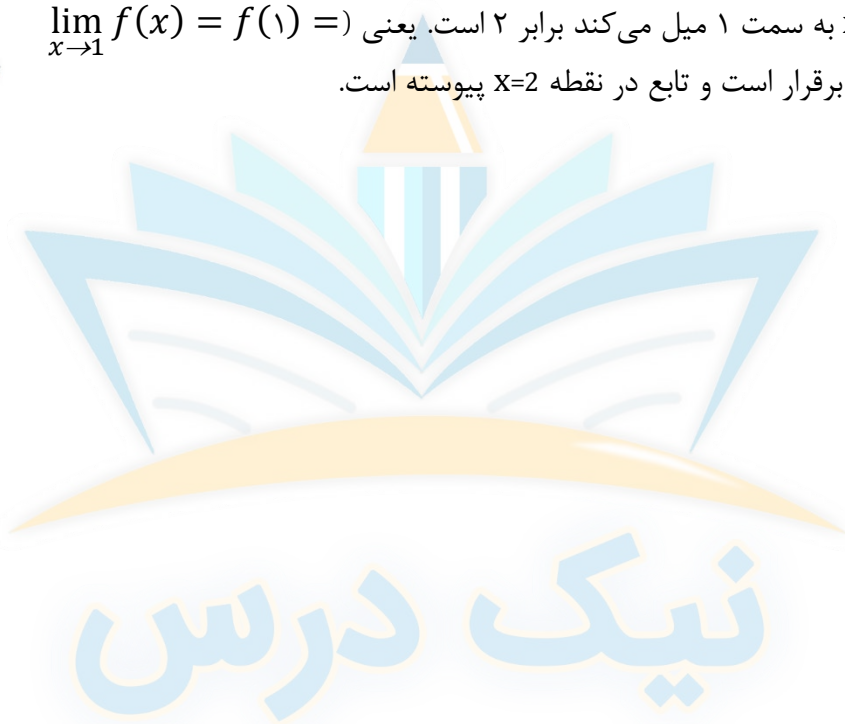 به سمت ۱ میل می‌کند برابر ۲ است. یعنی (= lim x→1 f(x) = f(۱)
برقرار است و تابع در نقطه x=2 پیوسته است.
نیک درس